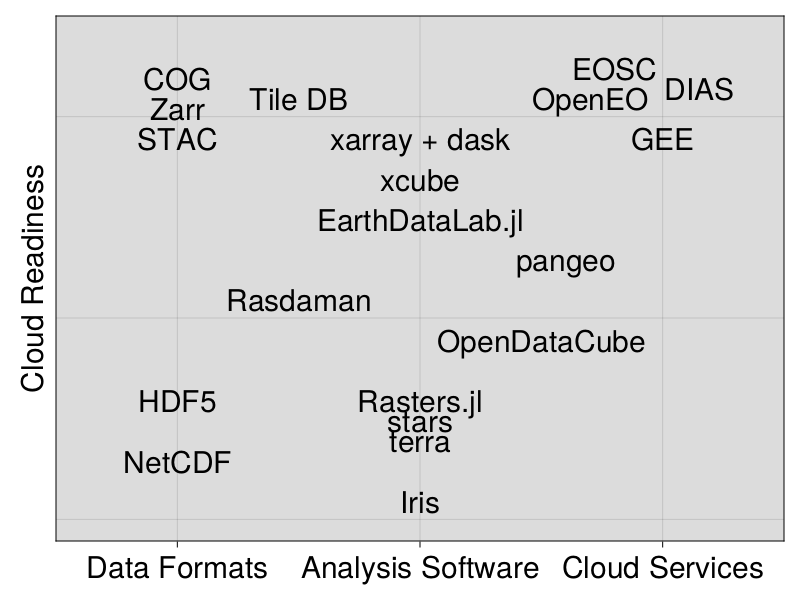 EOSC
COG
DIAS
Tile DB
OpenEO
Zarr
STAC
xarray + dask
GEE
xcube
EarthDataLab.jl
pangeo
Rasdaman
OpenDataCube
HDF5
Rasters.jl
stars
terra
NetCDF
Iris
Cloud Readiness
Data Formats
Analysis Software
Cloud Services